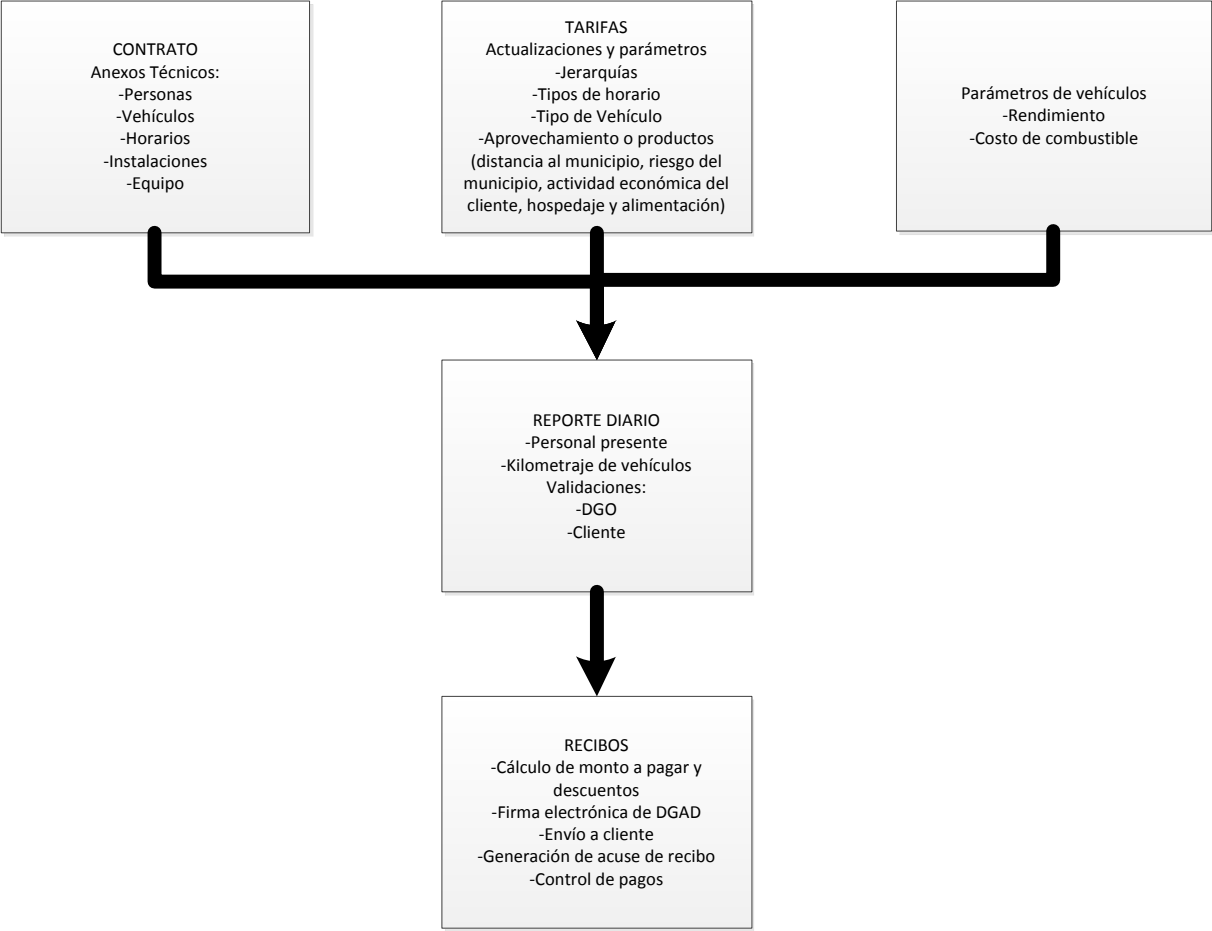 CONTRATO
Anexos Técnicos:
-Personas
-Vehículos
-Horarios
-Instalaciones
-Equipo
TARIFAS
Actualizaciones y parámetros
-Jerarquías
-Tipos de horario
-Tipo de Vehículo
-Aprovechamiento o productos
(distancia al municipio, riesgo del
municipio, actividad económica del
cliente, hospedaje y alimentación)
Parámetros de vehículos
-Rendimiento
-Costo de combustible
REPORTE DIARIO
-Personal presente
-Kilometraje de vehículos
Validaciones:
-DGO
-Cliente
RECIBOS
-Cálculo de monto a pagar y
descuentos
-Firma electrónica de DGAD
-Envío a cliente
-Generación de acuse de recibo
-Control de pagos